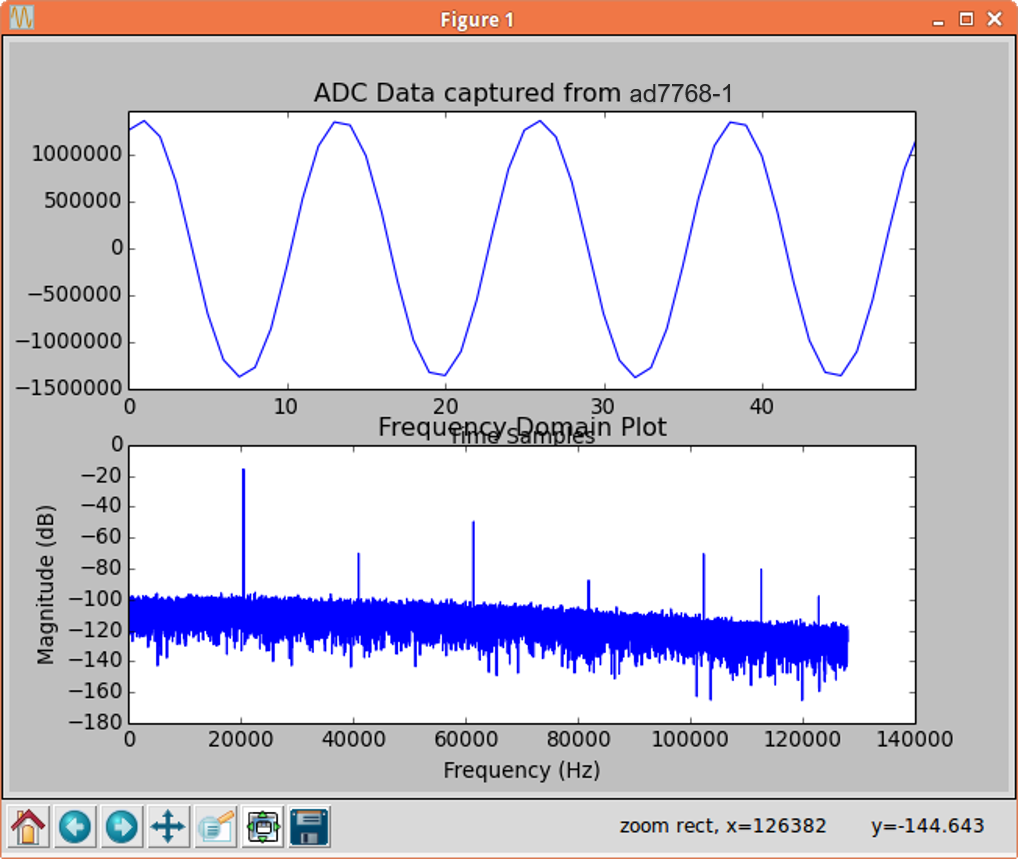 Figure 1
ADC Data captured from ad7768-1
1000000
500000
0
−500000
−1000000
−1500000
0 10 20 30 40
Frequency Domain Plot
Time Samples
0
−20
−40
−60
−80
−100
−120
−140
−160
−180
Magnitude (dB)
0 20000 40000 60000 80000 100000 120000 140000
Frequency (Hz)
zoom rect, x=126382 y=-144.643